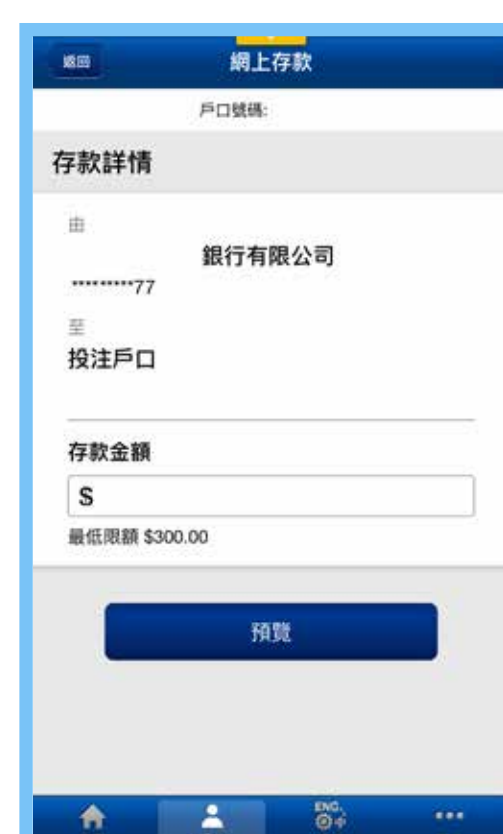 返回
網上存款
戶口號碼:
存款詳情
由
銀行有限公司
*********77
至
投注戶口
存款金額
$
最低限額 $300.00
預覽
ENG.